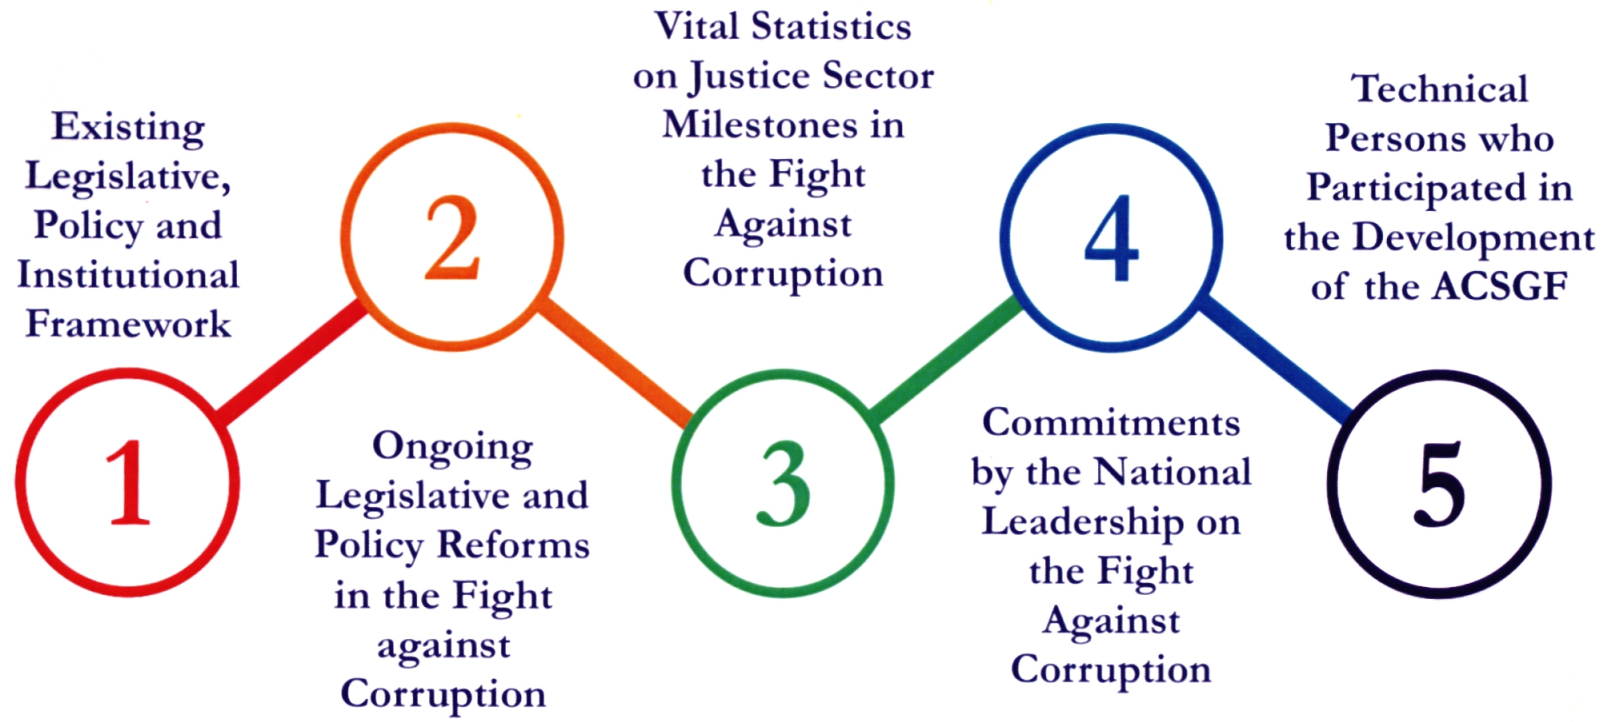 Existing
Legislative,
Policy and
Institutional
Framework
1
2
Ongoing
Legislative and
Policy Reforms
in the Fight
against
Corruption
Vital Statistics
on Justice Sector
Milestones in
the Fight
Against
Corruption
3
4
Commitments
by the National
Leadership on
the Fight
Against
Corruption
Technical
Persons who
Participated in
the Development
of the ACSGF
5